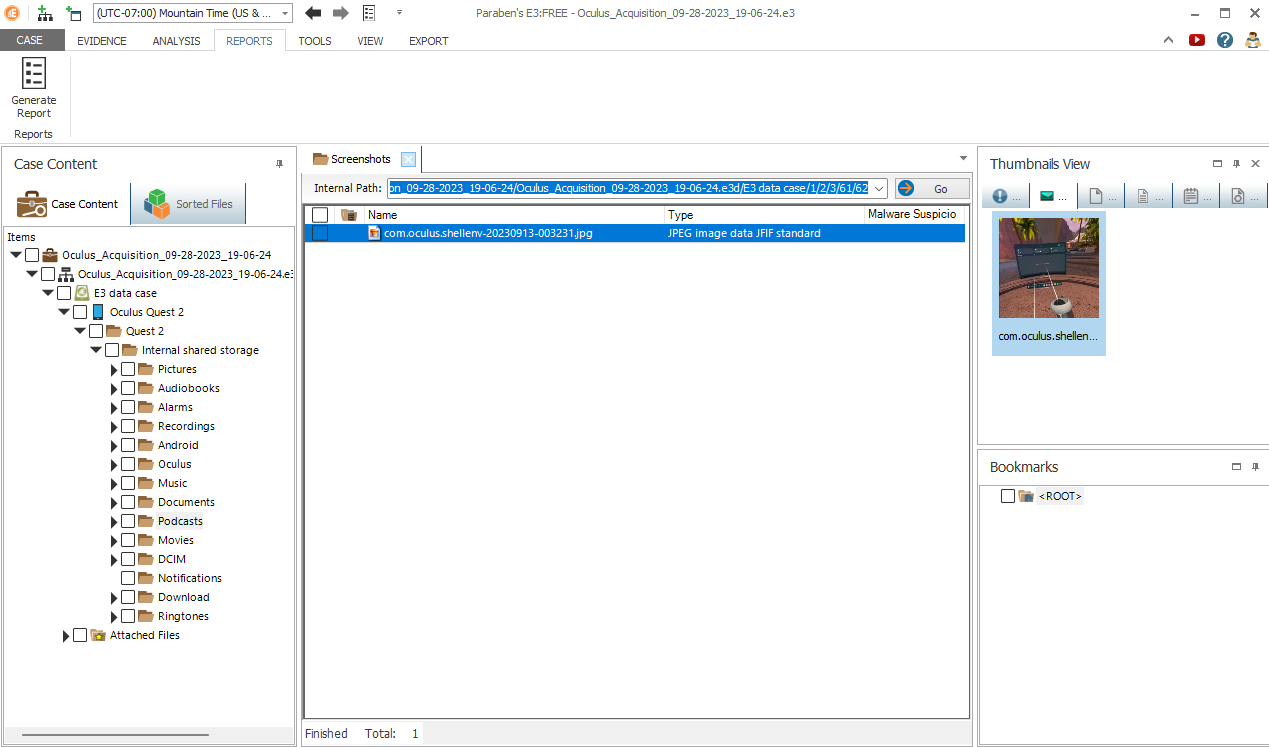 (UTC-07:00) Mountain Time (US & ...
Paraben's E3:FREE - Oculus_Acquisition_09-28-2023_19-06-24.e3
CASE EVIDENCE ANALYSIS REPORTS TOOLS VIEW EXPORT
Generate
Report
Reports
Case Content
Case Content Sorted Files
Items
Oculus_Acquisition_09-28-2023_19-06-24
Oculus_Acquisition_09-28-2023_19-06-24.e3
E3 data case
Oculus Quest 2
Quest 2
Internal shared storage
Pictures
Audiobooks
Alarms
Recordings
Android
Oculus
Music
Documents
Podcasts
Movies
DCIM
Notifications
Download
Ringtones
Attached Files
Screenshots
Internal Path: on_09-28-2023_19-06-24/Oculus_Acquisition_09-28-2023_19-06-24.e3d/E3 data case/1/2/3/61/62 Go
Name Type Malware Suspicio
com.oculus.shellenv-20230913-003231.jpg JPEG image data JFIF standard
Finished Total: 1
Thumbnails View
... ... ... ... ... ...
com.oculus.shellen...
Bookmarks
<ROOT>